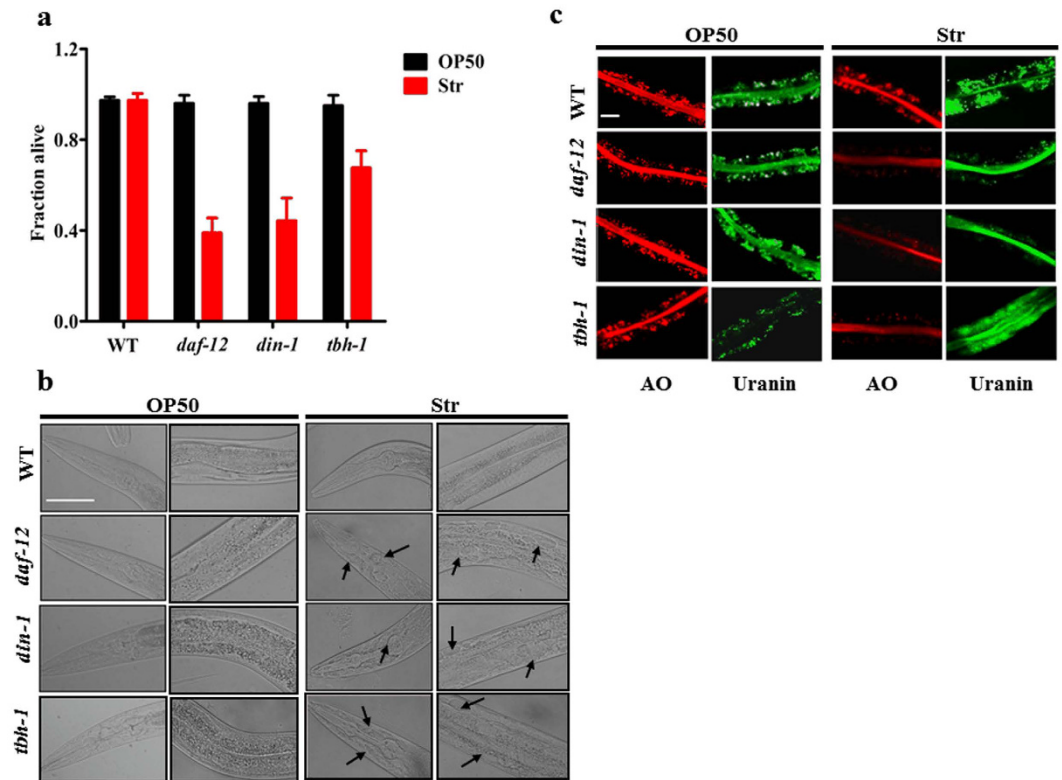 a
1.2
0.8
0.4
0.0
Fraction alive
WT daf-12 din-1 tbh-1
OP50
Str
b
OP50 Str
WT
daf-12
din-1
tbh-1
c
OP50 Str
WT
daf-12
din-1
tbh-1
AO Uranin AO Uranin